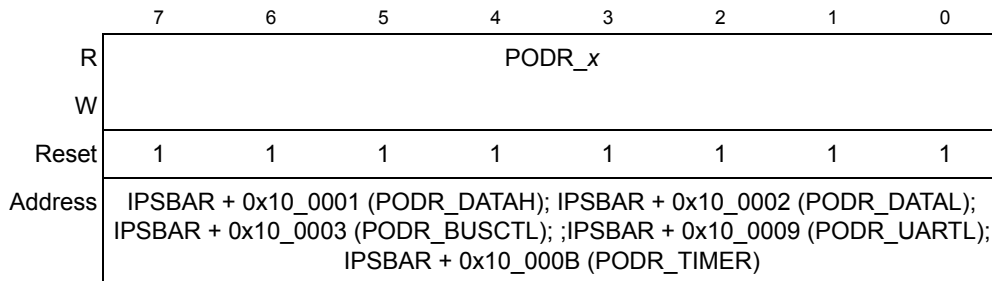 7 6 5 4 3 2 1 0
R PODR_x
W
Reset 1 1 1 1 1 1 1 1
Address IPSBAR + 0x10_0001 (PODR_DATAH); IPSBAR + 0x10_0002 (PODR_DATAL);
IPSBAR + 0x10_0003 (PODR_BUSCTL); ;IPSBAR + 0x10_0009 (PODR_UARTL);
IPSBAR + 0x10_000B (PODR_TIMER)